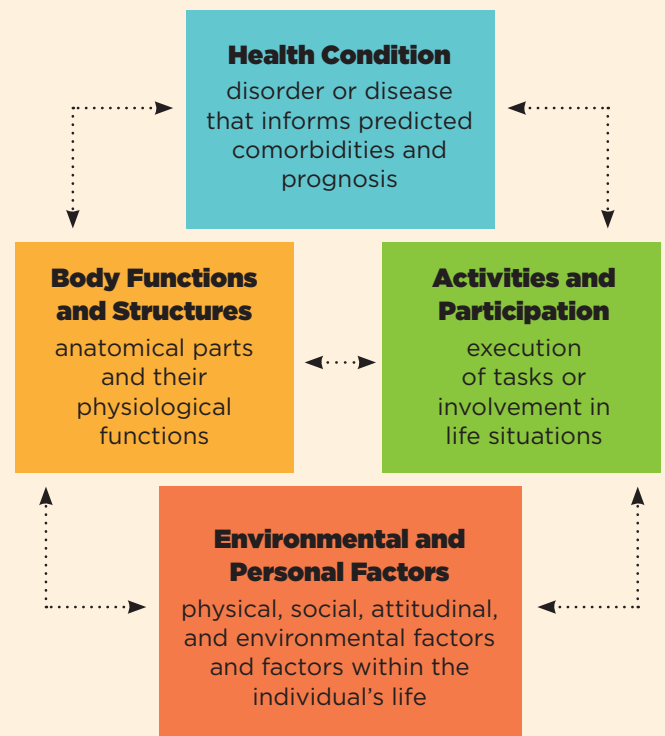 Health Condition
disorder or disease
that informs predicted
comorbidities and
prognosis
Body Functions
and Structures
anatomical parts
and their
physiological
functions
Activities and
Participation
execution
of tasks or
involvement in
life situations
Environmental and
Personal Factors
physical, social, attitudinal,
and environmental factors
and factors within the
individual’s life